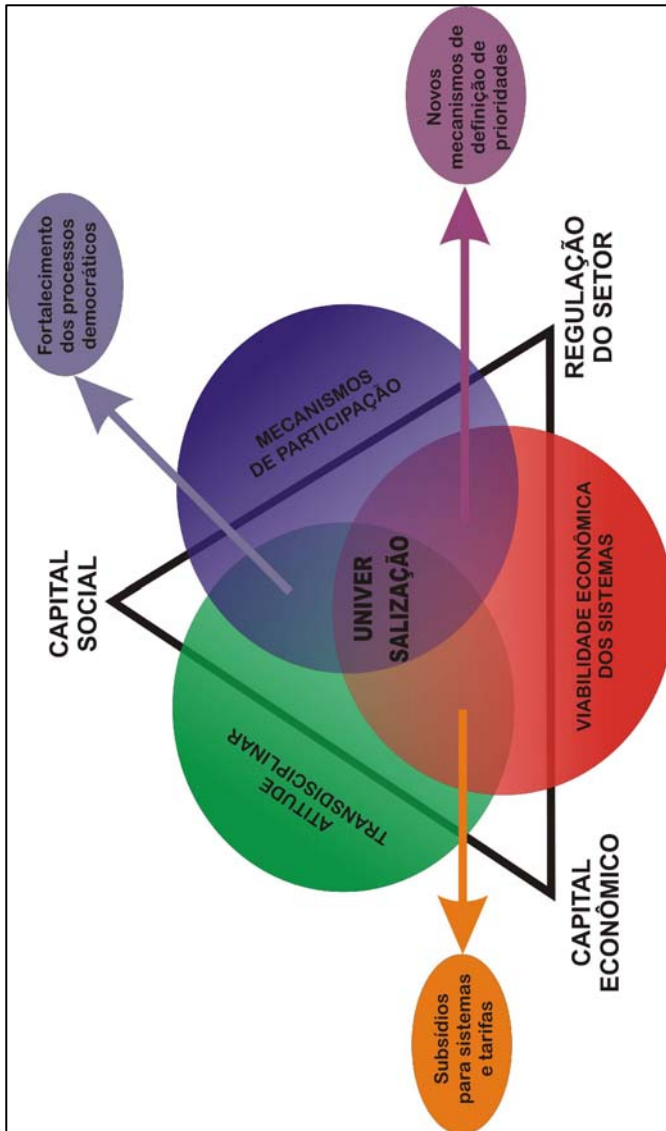 Fortalecimento
dos processos
democráticos
CAPITAL
SOCIAL
Novos
mecanismos de
definição de
prioridades
MECANISMOS
DE PARTICIPAÇÃO
ATITUDE
TRANSDISCIPLINAR
UNIVER
SALIZAÇÃO
REGULAÇÃO
DO SETOR
VIABILIDADE ECONÔMICA
DOS SISTEMAS
CAPITAL
ECONÔMICO
Subsídios
para sistemas
e tarifas